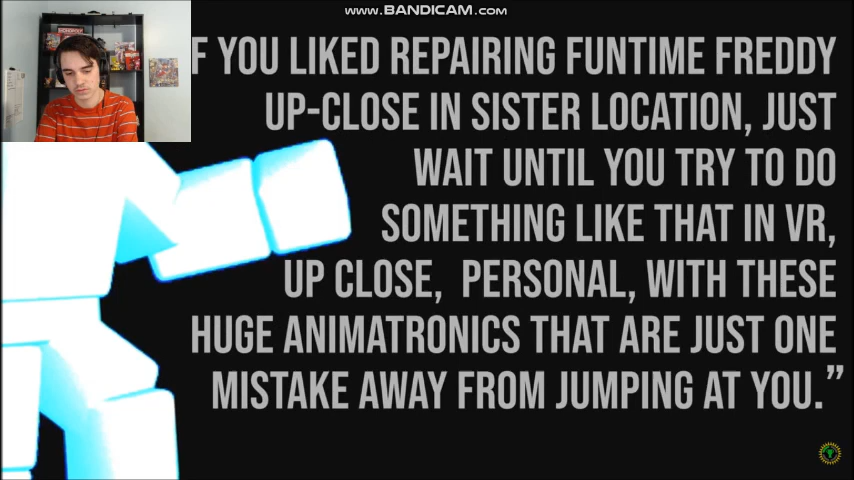 WWW.BANDICAM.COM
F YOU LIKED REPAIRING FUNTIME FREDDY
UP-CLOSE IN SISTER LOCATION, JUST
WAIT UNTIL YOU TRY TO DO
SOMETHING LIKE THAT IN VR,
UP CLOSE, PERSONAL, WITH THESE
HUGE ANIMATRONICS THAT ARE JUST ONE
MISTAKE AWAY FROM JUMPING AT YOU.”